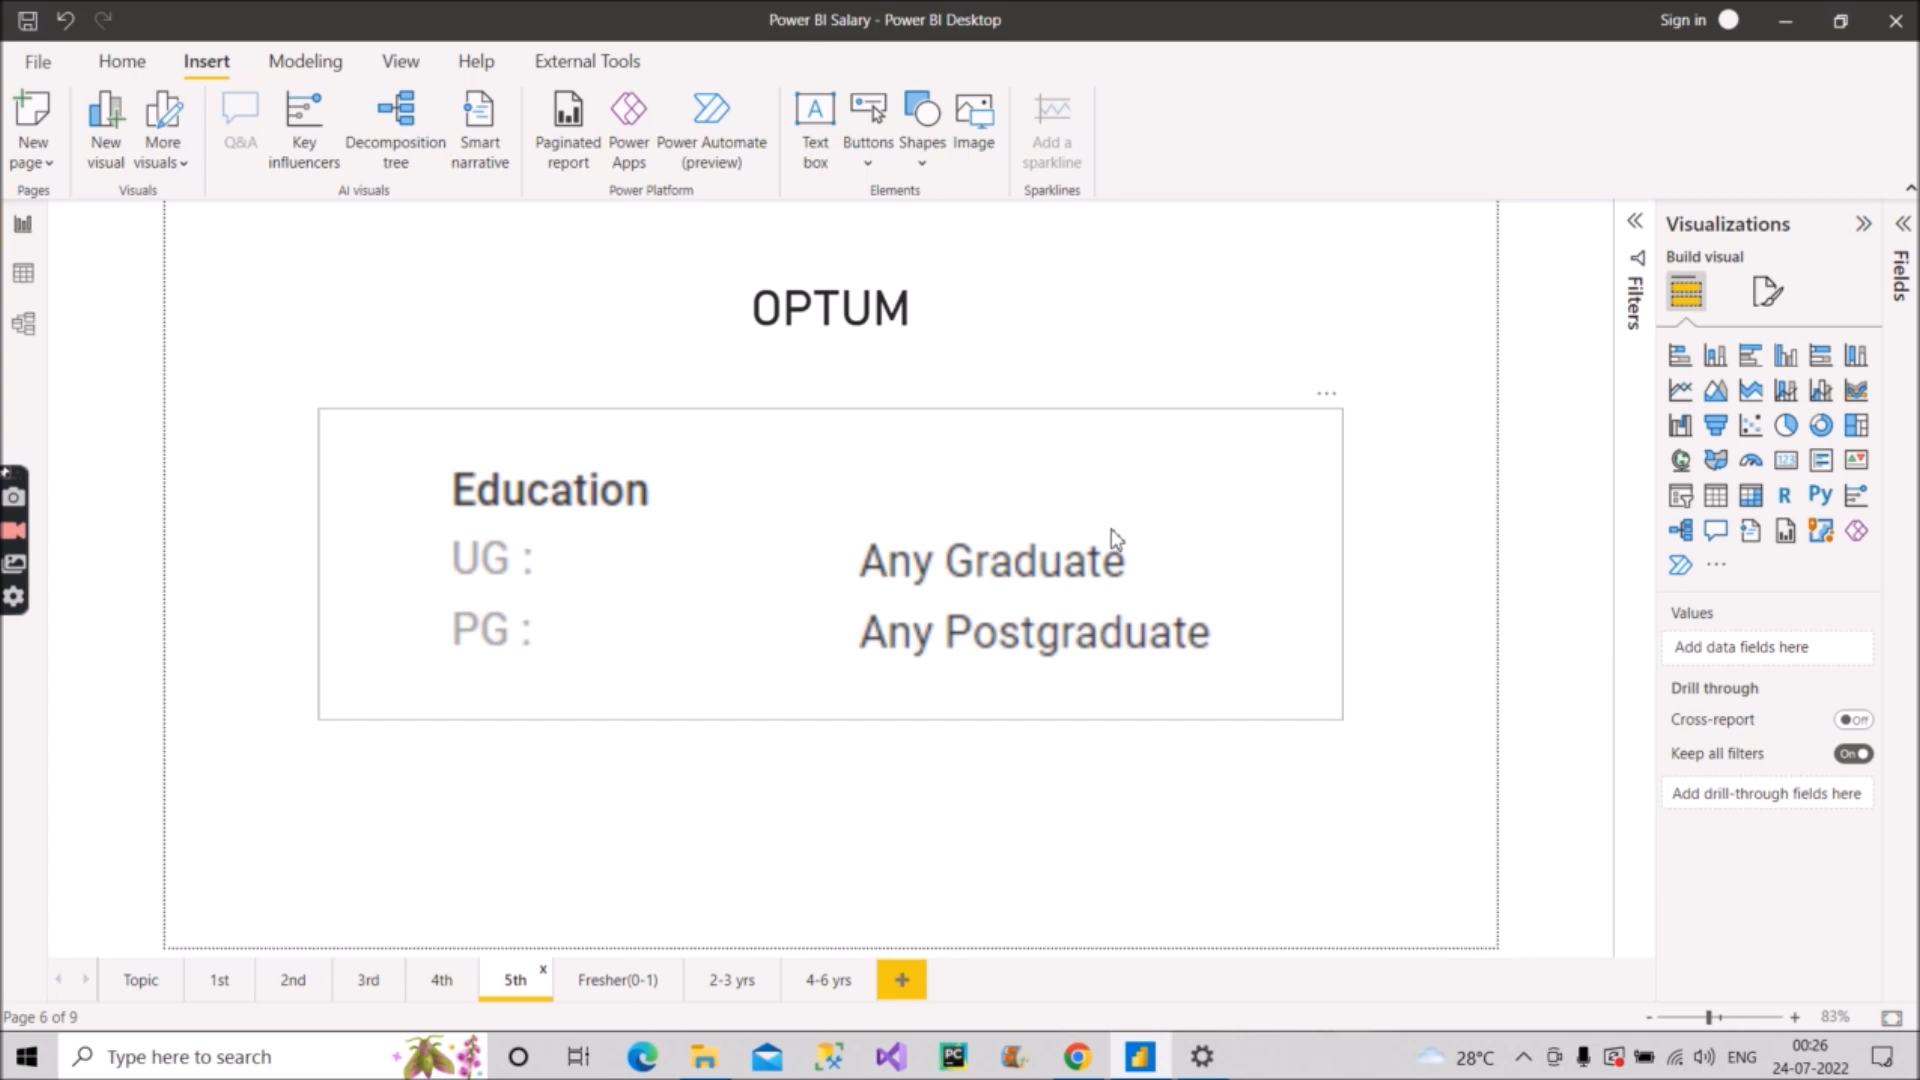 Power BI Salary - Power BI Desktop
Sign in
File Home Insert Modeling View Help External Tools
New page
New visual
More visuals
Q&A
Key influencers
Decomposition tree
Smart narrative
Paginated report
Power Apps
Power Automate (preview)
Text box
Buttons
Shapes
Image
Add a sparkline
Pages
Visuals
AI visuals
Power Platform
Elements
Sparklines
OPTUM
Education
UG : Any Graduate
PG : Any Postgraduate
Filters
Visualizations
Build visual
123
R
Py
Values
Add data fields here
Drill through
Cross-report Off
Keep all filters On
Add drill-through fields here
Fields
Topic 1st 2nd 3rd 4th 5th x Fresher(0-1) 2-3 yrs 4-6 yrs +
Page 6 of 9
- + 83%
Type here to search
PC
28°C
ENG
00:26
24-07-2022